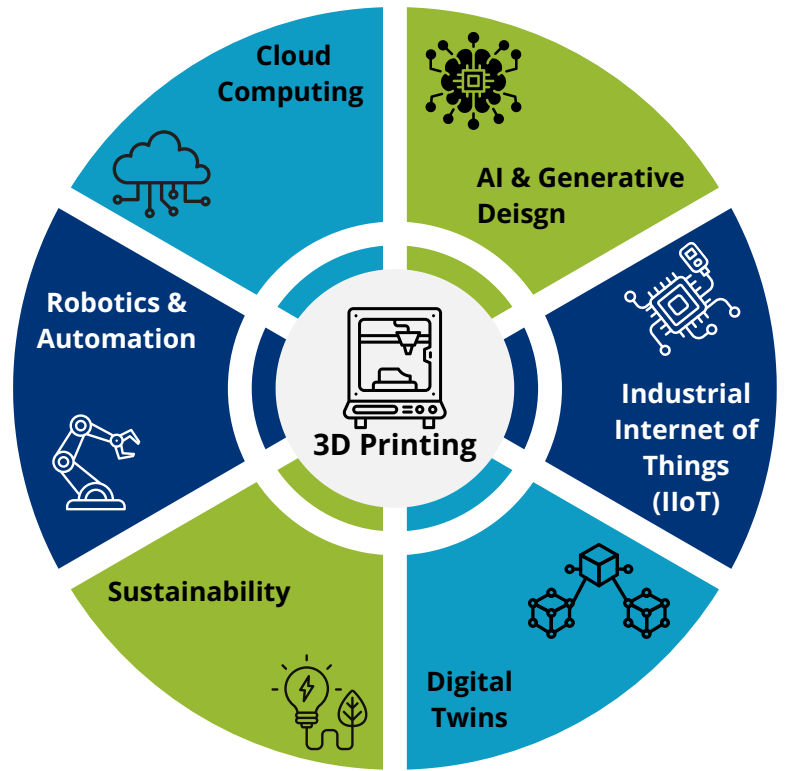 Cloud
Computing
AI & Generative
Deisgn
Robotics &
Automation
Industrial
Internet of
Things
(IIoT)
3D Printing
Sustainability
Digital
Twins